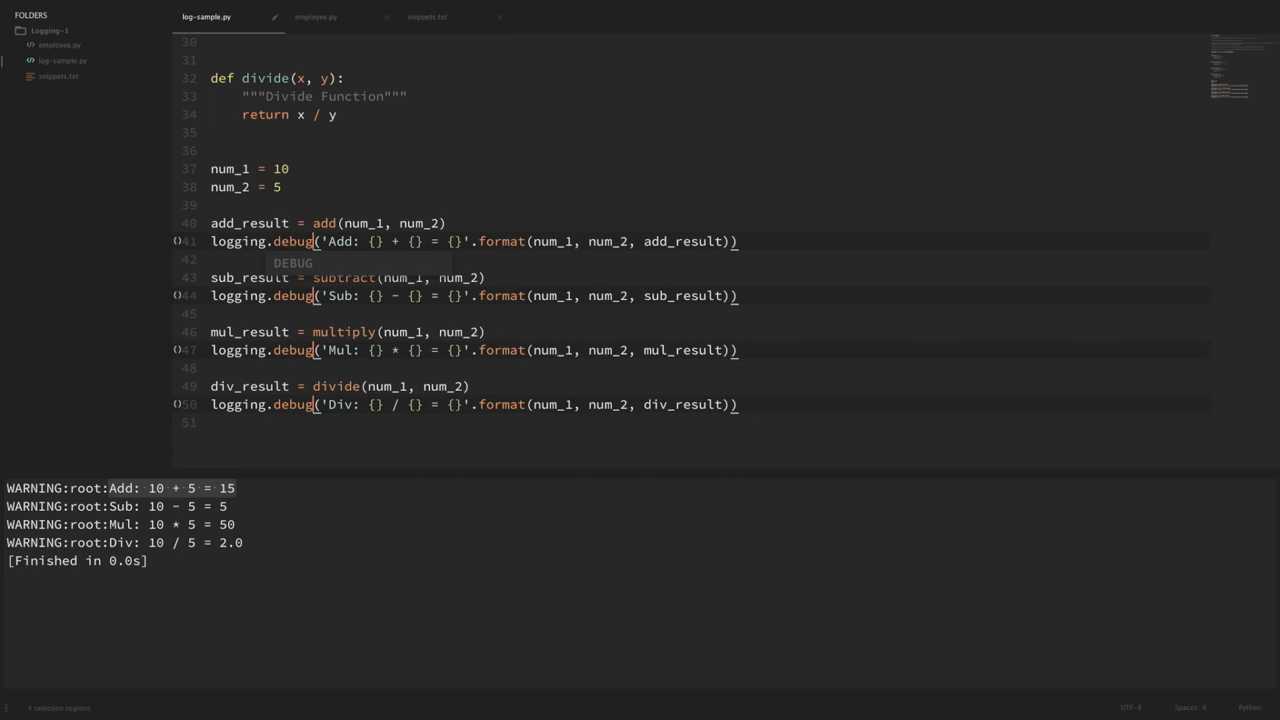 FOLDERS
Logging-1
employee.py
log-sample.py
snippets.txt
log-sample.py
employee.py
snippets.txt
30
31
32 def divide(x, y):
33 """Divide Function"""
34 return x / y
35
36
37 num_1 = 10
38 num_2 = 5
39
40 add_result = add(num_1, num_2)
41 logging.debug('Add: {} + {} = {}'.format(num_1, num_2, add_result))
DEBUG
42
43 sub_result = subtract(num_1, num_2)
44 logging.debug('Sub: {} - {} = {}'.format(num_1, num_2, sub_result))
45
46 mul_result = multiply(num_1, num_2)
47 logging.debug('Mul: {} * {} = {}'.format(num_1, num_2, mul_result))
48
49 div_result = divide(num_1, num_2)
50 logging.debug('Div: {} / {} = {}'.format(num_1, num_2, div_result))
51
WARNING:root:Add: 10 + 5 = 15
WARNING:root:Sub: 10 - 5 = 5
WARNING:root:Mul: 10 * 5 = 50
WARNING:root:Div: 10 / 5 = 2.0
[Finished in 0.0s]
4 selection regions
UTF-8
Spaces: 4
Python